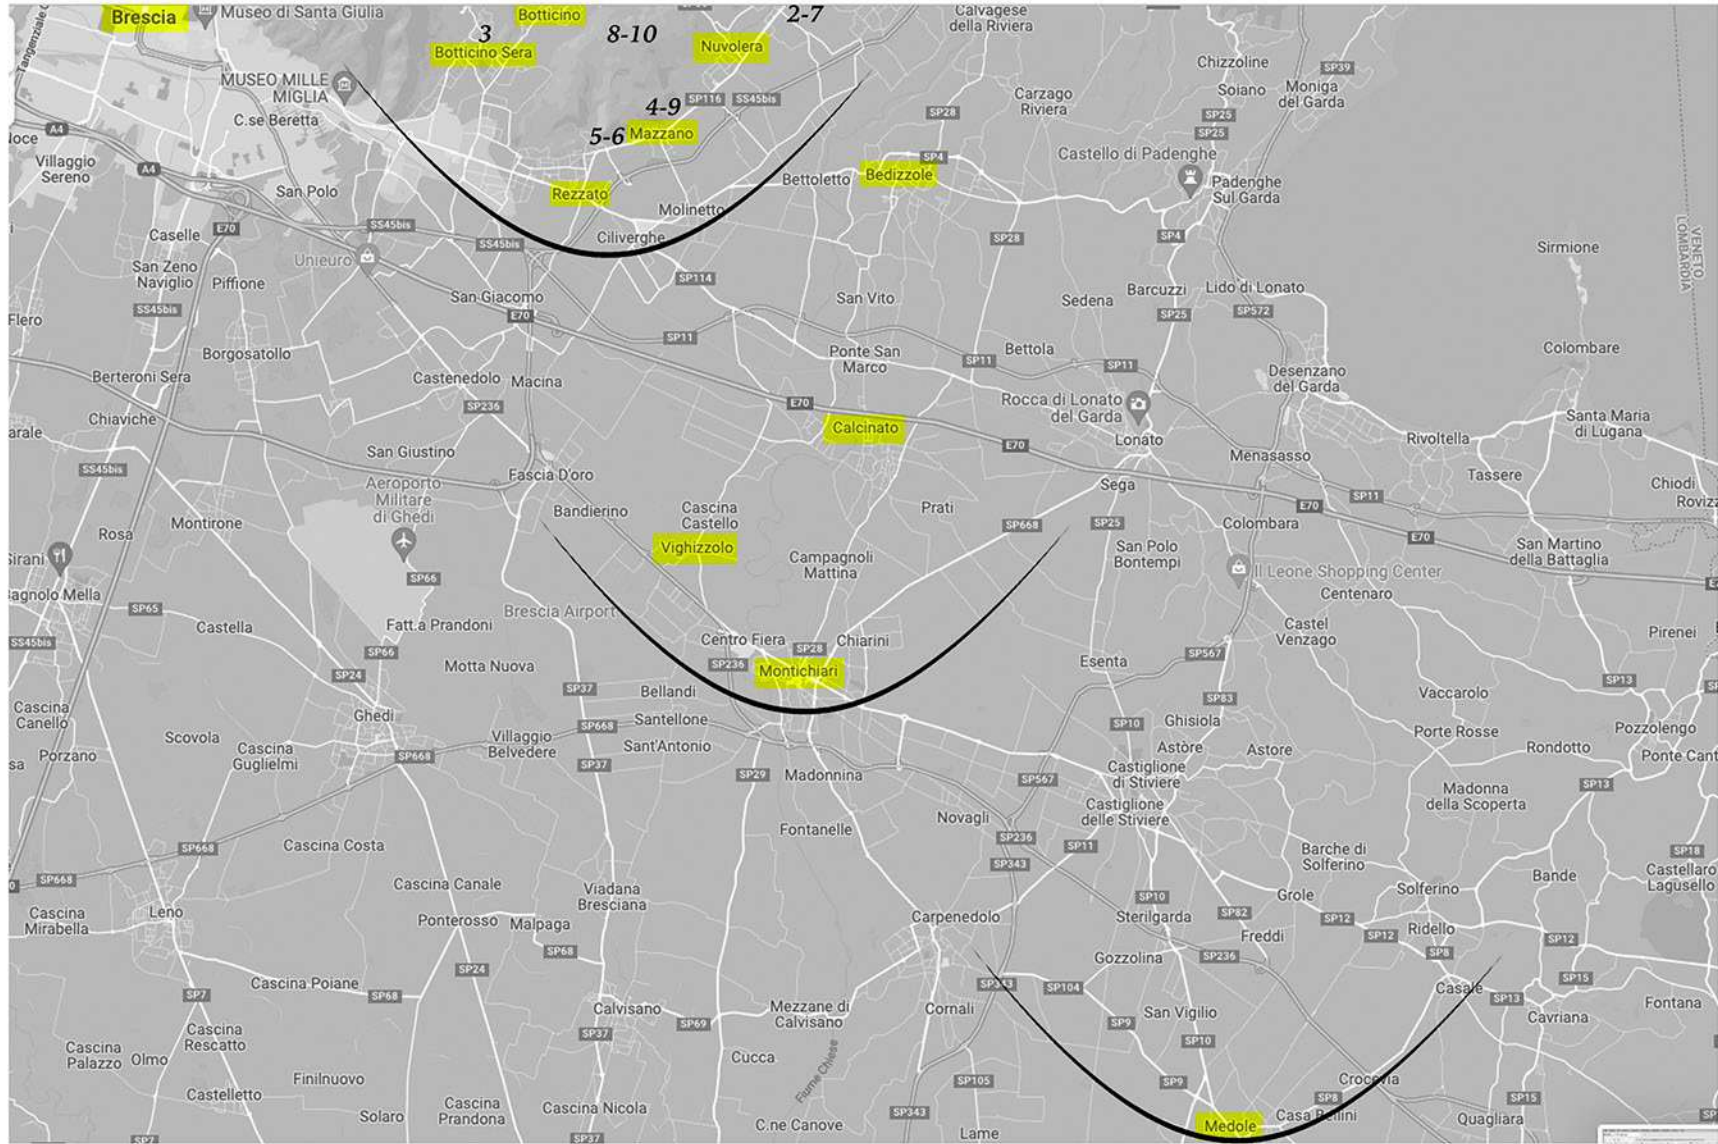 Brescia
Museo di Santa Giulia
Botticino
2-7
Calvagese
della Riviera
3
8-10
Botticino Sera
Nuvolera
Chizzoline
SP39
MUSEO MILLE
MIGLIA
Soiano
Moniga
del Garda
Carzago
Riviera
4-9
SP116
SS45bis
SP28
SP25
C.se Beretta
A4
5-6
Mazzano
SP25
Villaggio
Sereno
A4
SP4
Castello di Padenghe
San Polo
Rezzato
Bettoletto
Bedizzole
Padenghe
Sul Garda
Molinetto
VENETO
LOMBARDIA
Caselle
E70
SS45bis
SS45bis
Ciliverghe
SP28
SP4
Sirmione
Unieuro
San Zeno
Naviglio
Piffione
SP114
SS45bis
San Giacomo
San Vito
Sedena
Barcuzzi
Lido di Lonato
Flero
E70
SP25
SP572
SP11
Borgosatollo
Ponte San
Marco
SP11
Bettola
SP11
Colombare
Berteroni Sera
Castenedolo
Macina
Desenzano
del Garda
Chiaviche
SP236
E70
Rocca di Lonato
del Garda
Santa Maria
di Lugana
Calcinato
Lonato
Rivoltella
San Giustino
E70
Menasasso
SS45bis
Fascia D'oro
Tassere
Aeroporto
Militare
di Ghedi
Sega
Chiodi
SP11
Rosa
Montirone
Bandierino
Cascina
Castello
Prati
SP668
SP25
Colombara
E70
E70
Vighizzolo
San Polo
Bontempi
San Martino
della Battaglia
Campagnoli
Mattina
Il Leone Shopping Center
SP66
Bagnolo Mella
SP65
Brescia Airport
Centenaro
Castella
Fatt.a Prandoni
Castel
Venzago
Pirenei
SS45bis
Centro Fiera
SP28
Chiarini
SP66
SP236
SP567
Motta Nuova
Montichiari
Esenta
SP24
SP37
Bellandi
SP83
Vaccarolo
SP13
Cascina
Canello
Ghedi
Santellone
SP10
Ghisiola
SP668
Pozzolengo
Scovola
Cascina
Guglielmi
Villaggio
Belvedere
Sant'Antonio
Porte Rosse
Porzano
SP668
SP37
Astòre
Astore
Rondotto
SP29
Madonnina
SP567
Castiglione
di Stiviere
SP13
Madonna
della Scoperta
Castiglione
delle Stiviere
Fontanelle
Novagli
SP236
SP668
Cascina Costa
SP11
Barche di
Solferino
SP18
SP343
SP668
Cascina Canale
Viadana
Bresciana
Solferino
Bande
Castellaro
Lagusello
Cascina
Mirabella
Leno
Ponterosso
Malpaga
Carpenedolo
SP10
Grole
Sterilgarda
SP82
SP12
SP12
Ridello
Freddi
SP12
SP68
SP24
Gozzolina
SP236
SP8
SP15
Cascina Poiane
SP68
SP343
SP104
Casale
SP7
SP13
Fontana
Calvisano
SP69
Mezzane di
Calvisano
Cornali
San Vigilio
Cavriana
Cascina
Rescatto
SP37
SP9
SP10
Cascina
Palazzo
Olmo
Cucca
Finilnuovo
Fiume Chiese
SP105
SP9
Crocevia
Castelletto
SP8
SP15
Solaro
Cascina
Prandona
Cascina Nicola
SP343
Casa Bellini
Quagliara
C.ne Canove
Lame
Medole
SP7
SP37